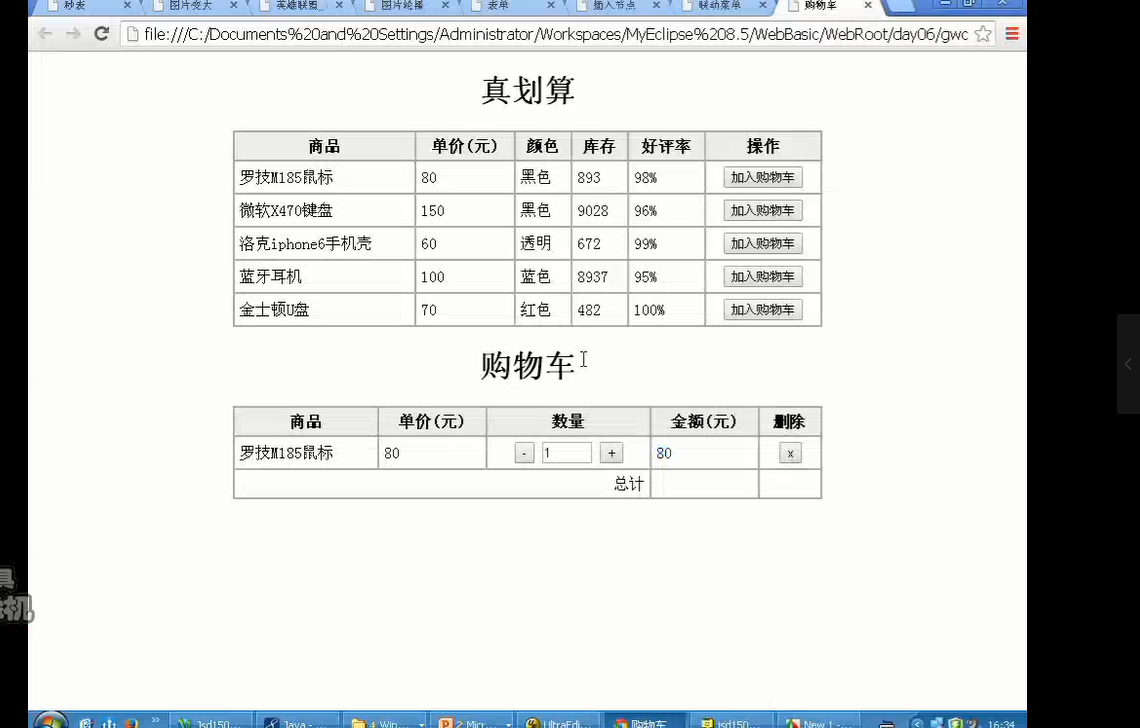 秒表 图片变大 英雄联盟 图片轮播 表单 插入节点 联动菜单 购物车
file:///C:/Documents%20and%20Settings/Administrator/Workspaces/MyEclipse%208.5/WebBasic/WebRoot/day06/gwc
真划算
商品 单价(元) 颜色 库存 好评率 操作
罗技M185鼠标 80 黑色 893 98% 加入购物车
微软X470键盘 150 黑色 9028 96% 加入购物车
洛克iphone6手机壳 60 透明 672 99% 加入购物车
蓝牙耳机 100 蓝色 8937 95% 加入购物车
金士顿U盘 70 红色 482 100% 加入购物车
购物车
商品 单价(元) 数量 金额(元) 删除
罗技M185鼠标 80 - 1 + 80 x
总计
具
机
jsd150... Java -... 4 Win... 2 Micr... UltraEdi... 购物车 jsd150... New 1 -... 16:34